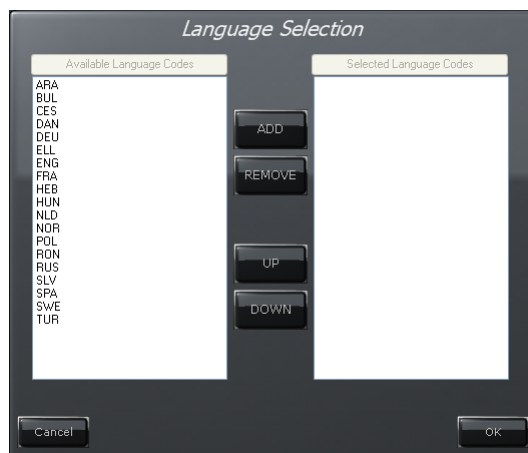 Language Selection
Available Language Codes
Selected Language Codes
ARA
BUL
CES
DAN
DEU
ELL
ENG
FRA
HEB
HUN
NLD
NOR
POL
RON
RUS
SLV
SPA
SWE
TUR
ADD
REMOVE
UP
DOWN
Cancel
OK